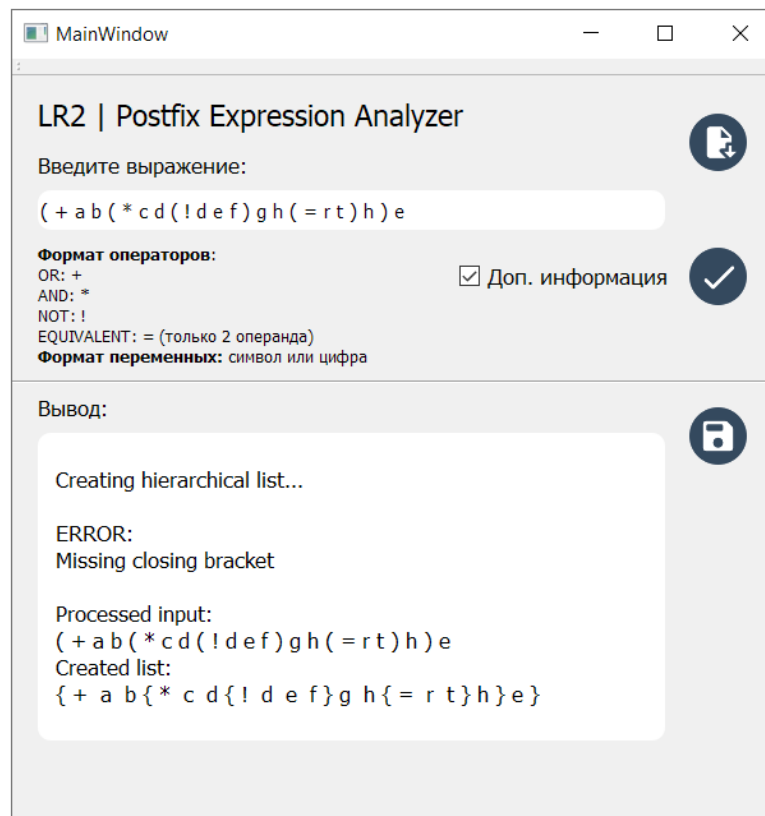 MainWindow
LR2 | Postfix Expression Analyzer
Введите выражение:
( + a b ( * c d ( ! d e f ) g h ( = r t ) h ) e
Формат операторов:
OR: +
AND: *
NOT: !
EQUIVALENT: = (только 2 операнда)
Формат переменных: символ или цифра
Доп. информация
Вывод:
Creating hierarchical list...
ERROR:
Missing closing bracket
Processed input:
( + a b ( * c d ( ! d e f ) g h ( = r t ) h ) e
Created list:
{ + a b { * c d { ! d e f } g h { = r t } h } e }